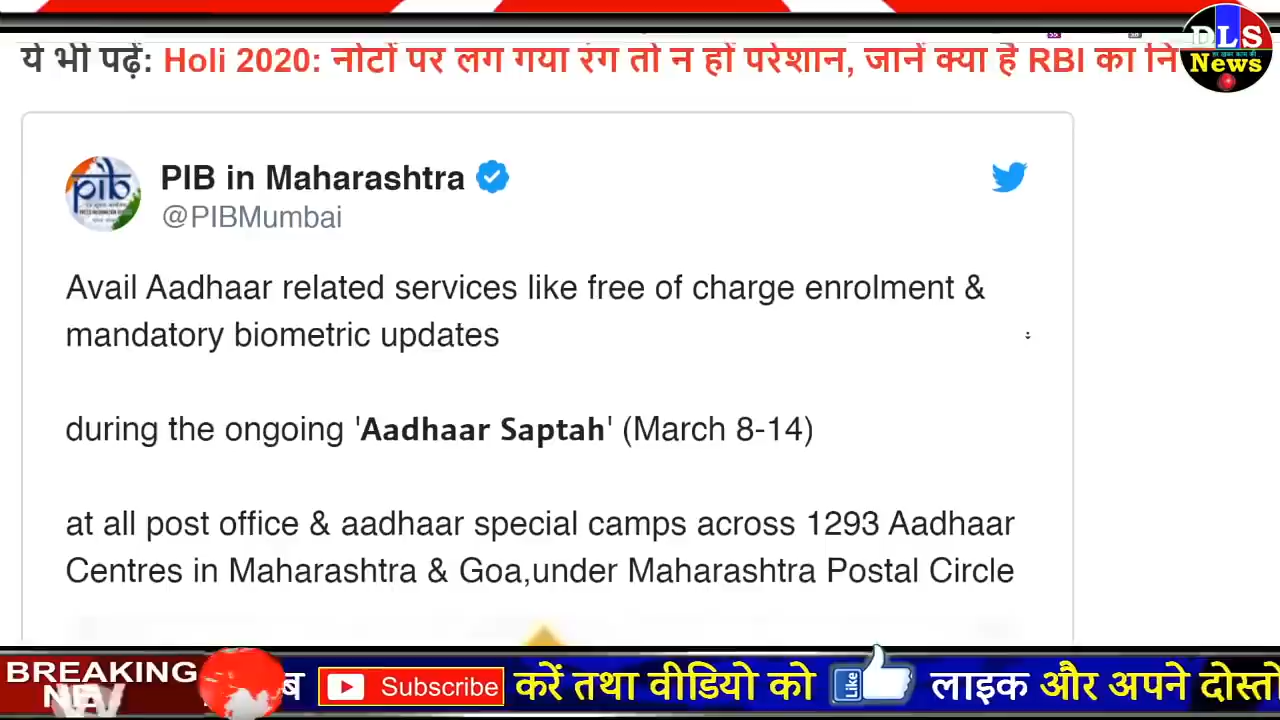 ये भी पढ़ें: Holi 2020: नोटों पर लग गया रंग तो न हों परेशान, जानें क्या है RBI का नि
DLS
News
pib
PIB in Maharashtra
@PIBMumbai
Avail Aadhaar related services like free of charge enrolment &
mandatory biometric updates
during the ongoing 'Aadhaar Saptah' (March 8-14)
at all post office & aadhaar special camps across 1293 Aadhaar
Centres in Maharashtra & Goa,under Maharashtra Postal Circle
BREAKING
ब Subscribe करें तथा वीडियो को Like लाइक और अपने दोस्तो